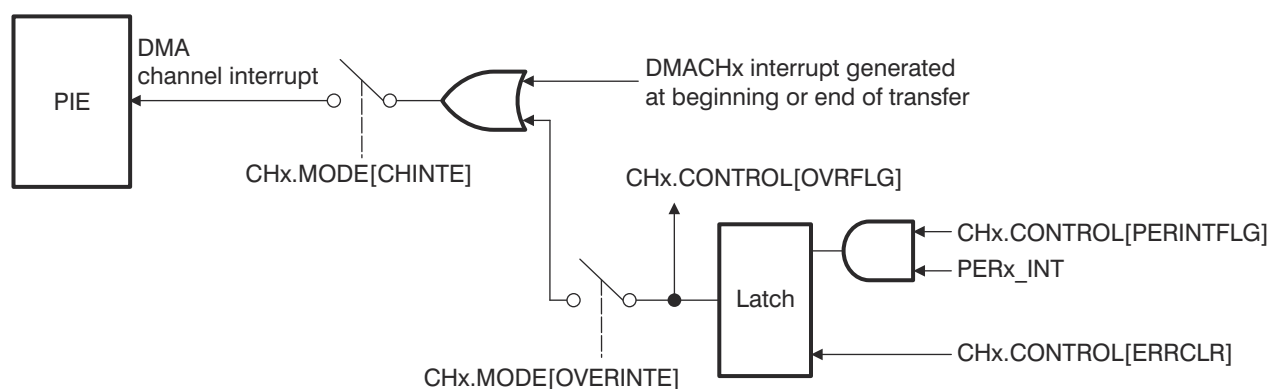 PIE
DMA
channel interrupt
DMACHx interrupt generated
at beginning or end of transfer
CHx.MODE[CHINTE]
CHx.CONTROL[OVRFLG]
CHx.CONTROL[PERINTFLG]
PERx_INT
Latch
CHx.CONTROL[ERRCLR]
CHx.MODE[OVERINTE]